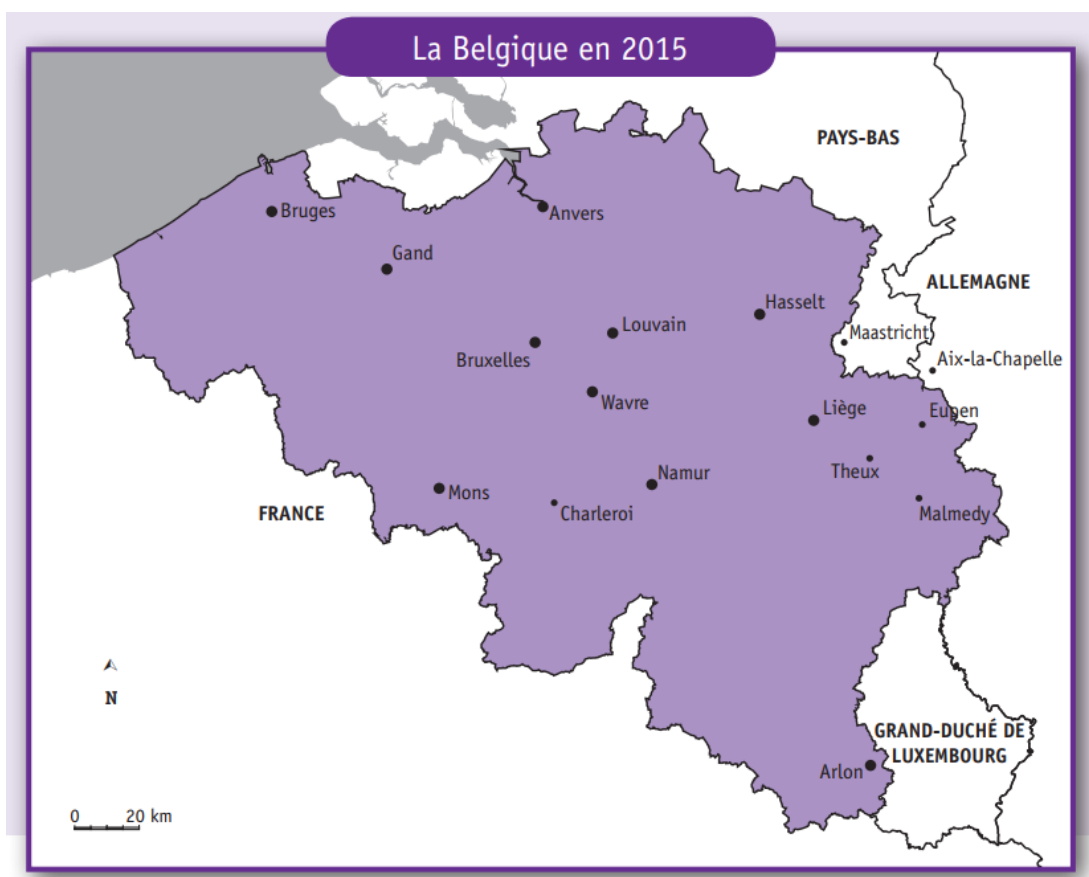 La Belgique en 2015
PAYS-BAS
Bruges
Anvers
Gand
ALLEMAGNE
Hasselt
Louvain
Maastricht
Bruxelles
Aix-la-Chapelle
Wavre
Liège
Eupen
Theux
Namur
Mons
Charleroi
Malmedy
FRANCE
N
GRAND-DUCHÉ DE
LUXEMBOURG
Arlon
0 20 km